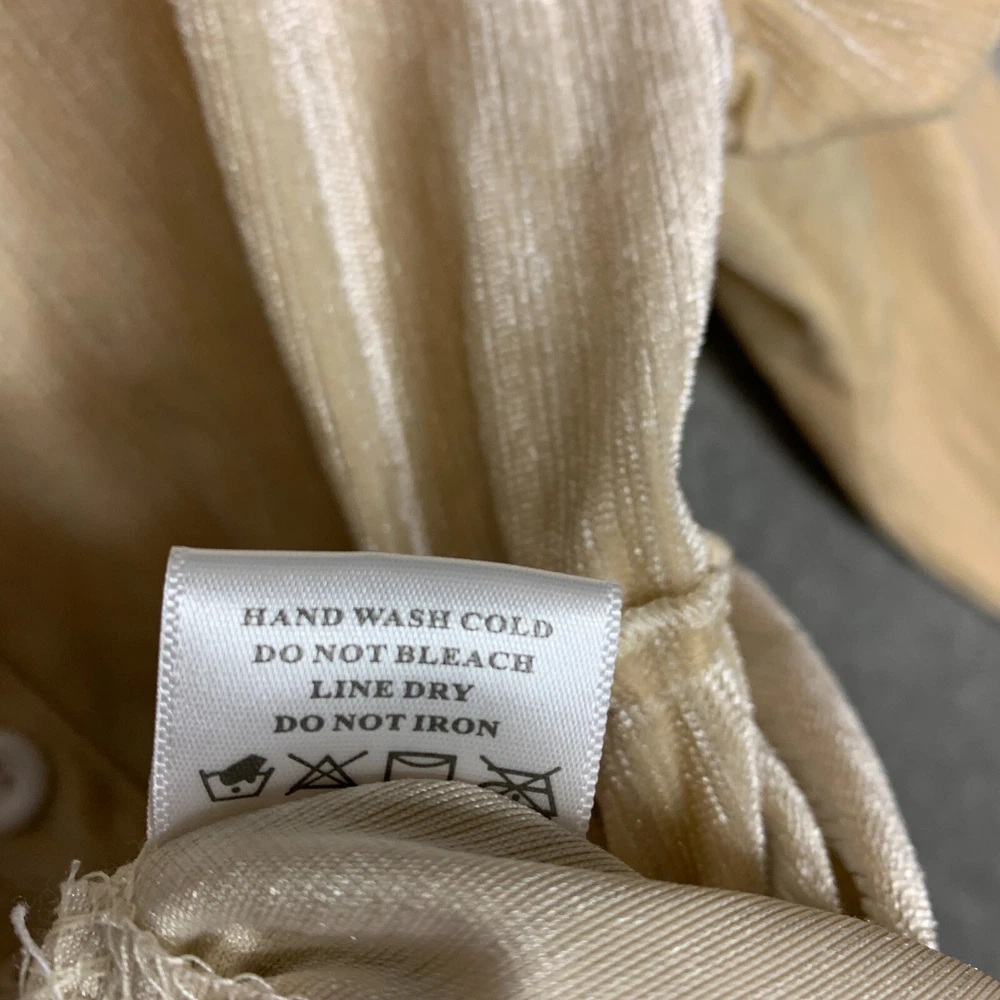 HAND WASH COLD
DO NOT BLEACH
LINE DRY
DO NOT IRON